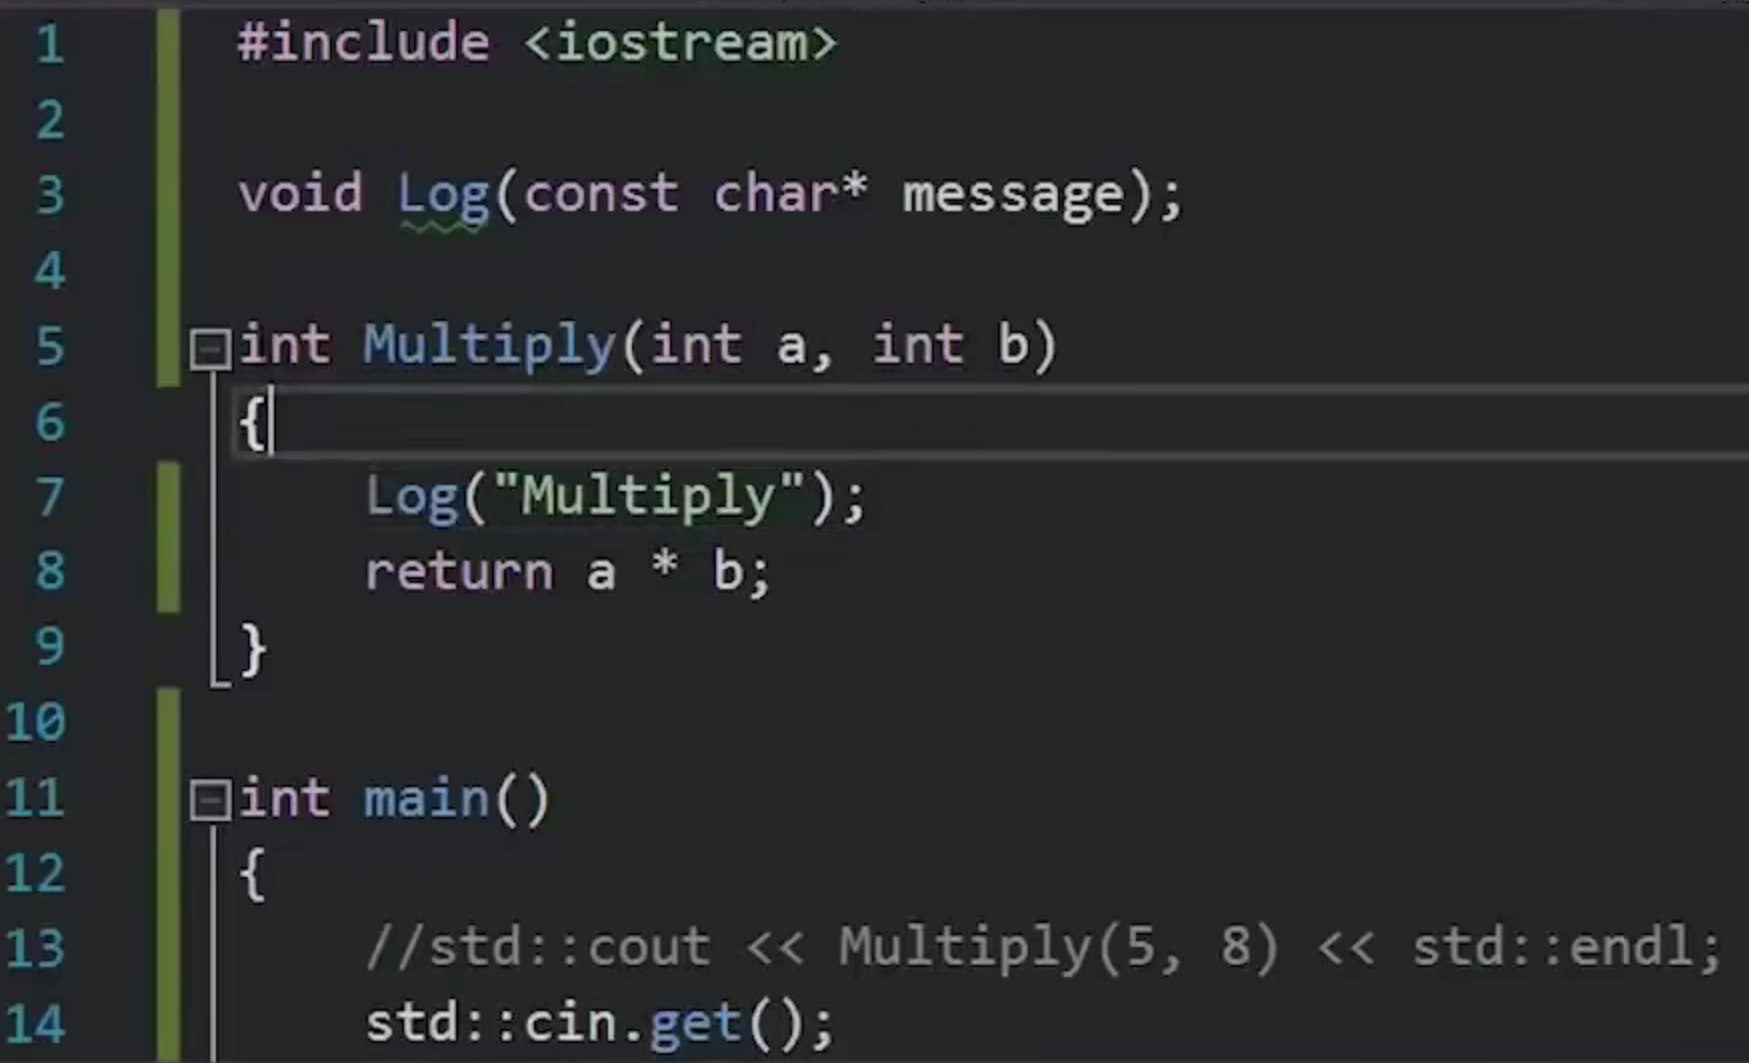 1 #include <iostream>
2
3 void Log(const char* message);
4
5 int Multiply(int a, int b)
6 {
7     Log("Multiply");
8     return a * b;
9 }
10
11 int main()
12 {
13     //std::cout << Multiply(5, 8) << std::endl;
14     std::cin.get();